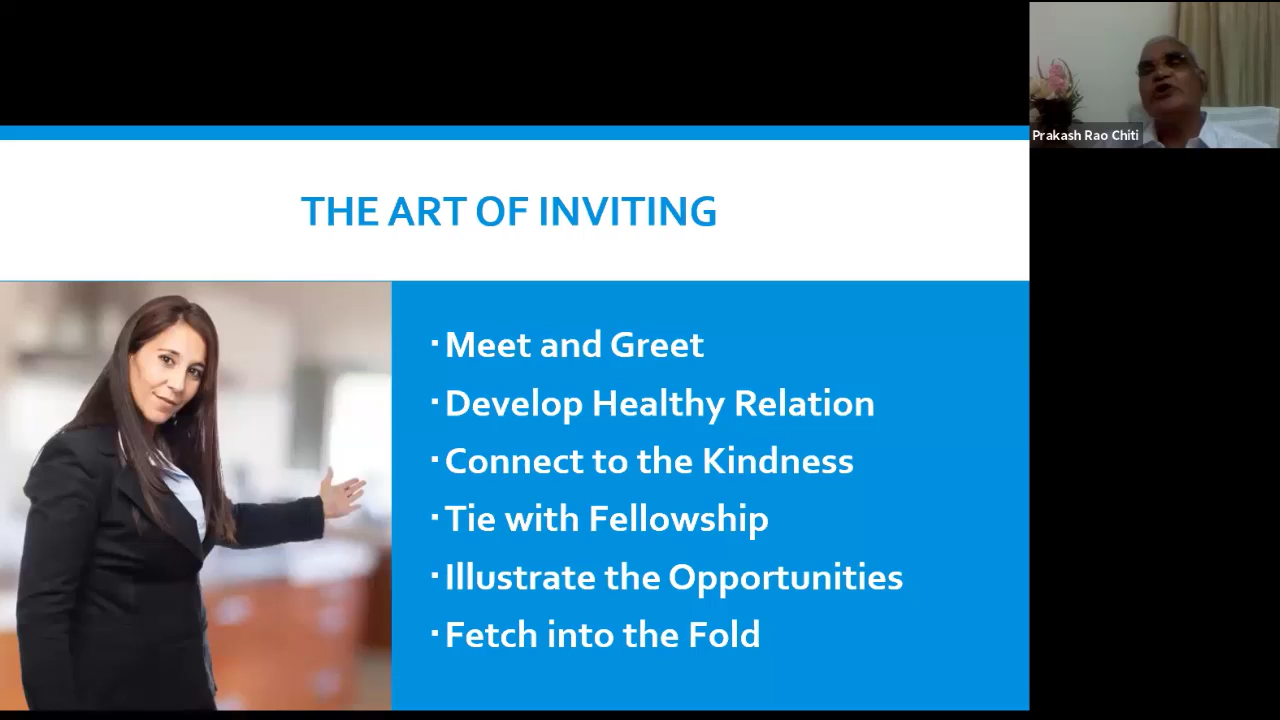 Prakash Rao Chiti
THE ART OF INVITING
▪ Meet and Greet
▪ Develop Healthy Relation
▪ Connect to the Kindness
▪ Tie with Fellowship
▪ Illustrate the Opportunities
▪ Fetch into the Fold